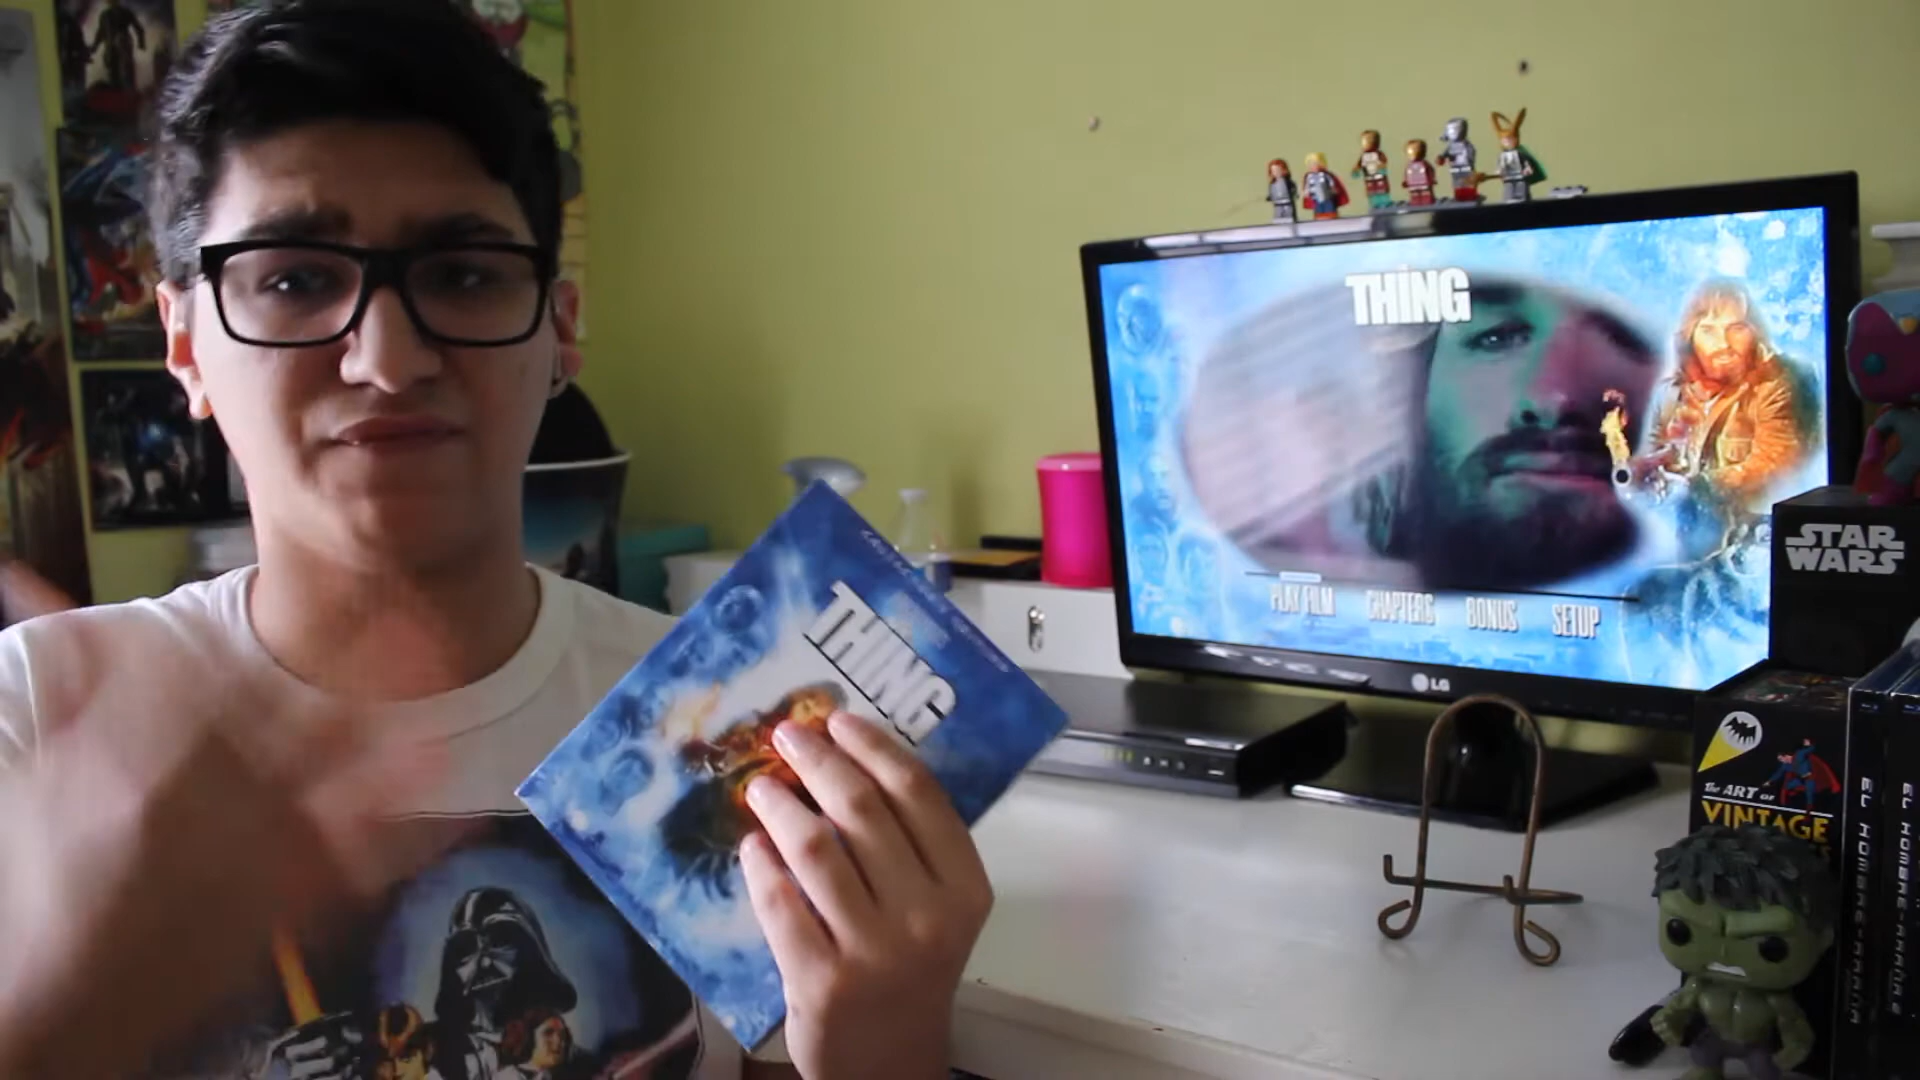 THING
PLAY FILM CHAPTERS BONUS SETUP
LG
THING
STAR
WARS
The ART OF
VINTAGE
EL HOMBRE-ARAÑA
EL HOMBRE-ARAÑA 2